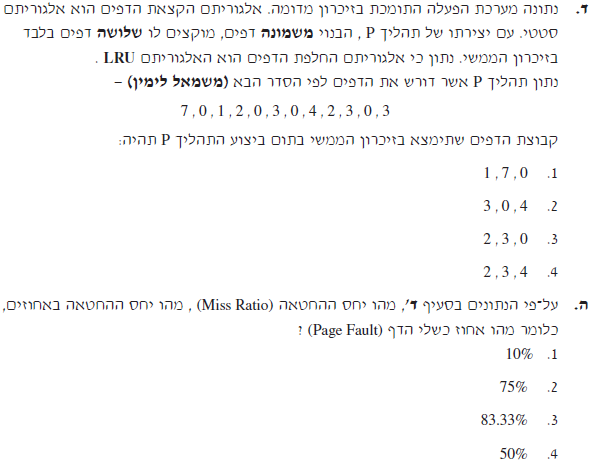 ד. נתונה מערכת הפעלה התומכת בזיכרון מדומה. אלגוריתם הקצאת הדפים הוא אלגוריתם
סטטי. עם יצירתו של תהליך P , הבנוי משמונה דפים, מוקצים לו שלושה דפים בלבד
בזיכרון הממשי. נתון כי אלגוריתם החלפת הדפים הוא האלגוריתם LRU .
נתון תהליך P אשר דורש את הדפים לפי הסדר הבא (משמאל לימין) –
7 , 0 , 1 , 2 , 0 , 3 , 0 , 4 , 2 , 3 , 0 , 3
קבוצת הדפים שתימצא בזיכרון הממשי בתום ביצוע התהליך P תהיה:
1. 1 , 7 , 0
2. 3 , 0 , 4
3. 2 , 3 , 0
4. 2 , 3 , 4
ה. על־פי הנתונים בסעיף ד', מהו יחס ההחטאה (Miss Ratio) , מהו יחס ההחטאה באחוזים,
כלומר מהו אחוז כשלי הדף (Page Fault) ?
1. 10%
2. 75%
3. 83.33%
4. 50%